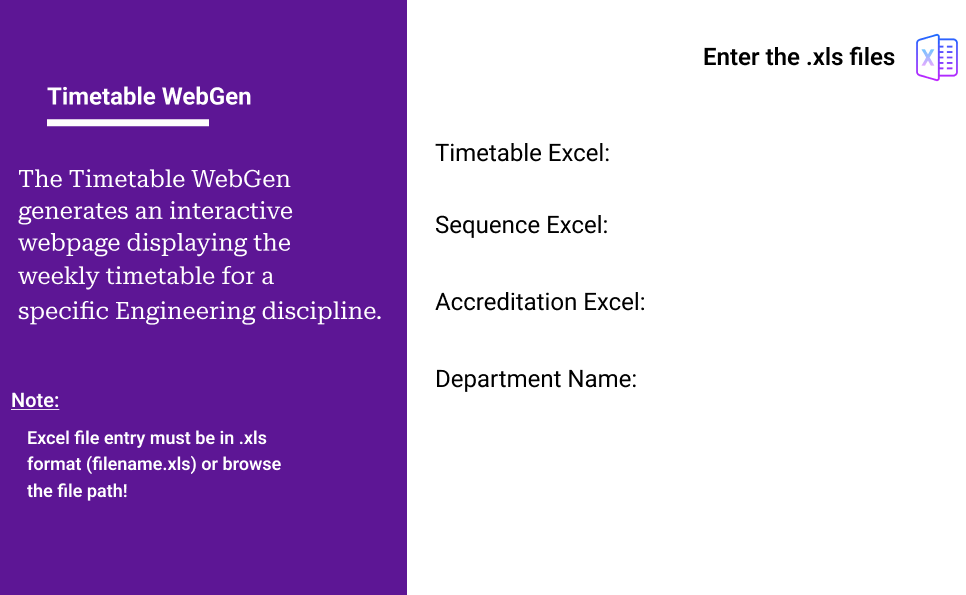 Timetable WebGen
The Timetable WebGen
generates an interactive
webpage displaying the
weekly timetable for a
specific Engineering discipline.
Note:
Excel file entry must be in .xls
format (filename.xls) or browse
the file path!
Enter the .xls files
X
Timetable Excel:
Sequence Excel:
Accreditation Excel:
Department Name: